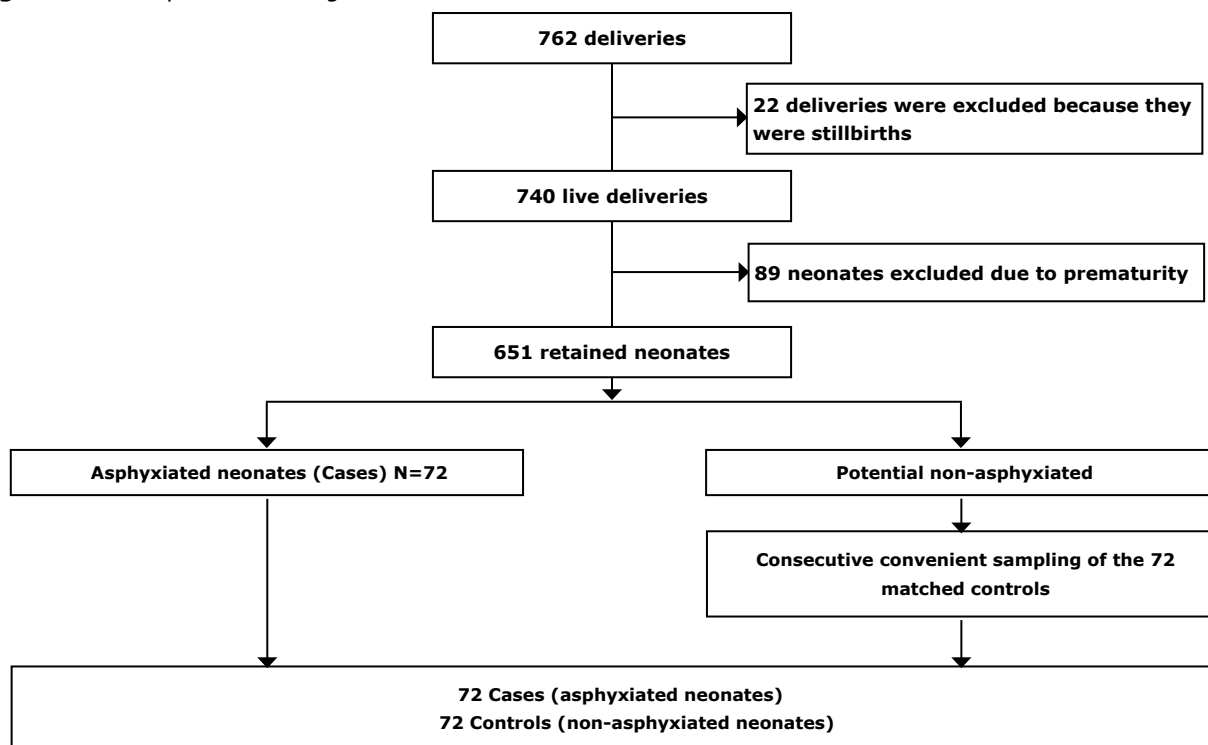 762 deliveries
22 deliveries were excluded because they
were stillbirths
740 live deliveries
89 neonates excluded due to prematurity
651 retained neonates
Asphyxiated neonates (Cases) N=72
Potential non-asphyxiated
Consecutive convenient sampling of the 72
matched controls
72 Cases (asphyxiated neonates)
72 Controls (non-asphyxiated neonates)